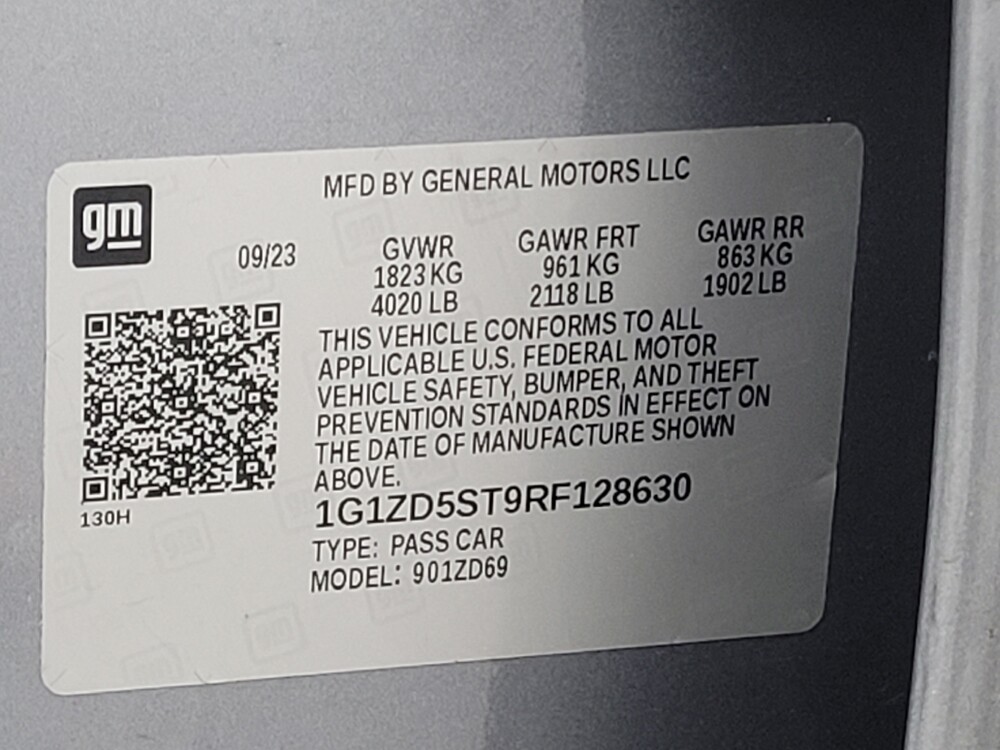 gm
MFD BY GENERAL MOTORS LLC
09/23
GVWR
1823 KG
4020 LB
GAWR FRT
961 KG
2118 LB
GAWR RR
863 KG
1902 LB
THIS VEHICLE CONFORMS TO ALL
APPLICABLE U.S. FEDERAL MOTOR
VEHICLE SAFETY, BUMPER, AND THEFT
PREVENTION STANDARDS IN EFFECT ON
THE DATE OF MANUFACTURE SHOWN
ABOVE.
1G1ZD5ST9RF128630
TYPE: PASS CAR
MODEL: 901ZD69
130H